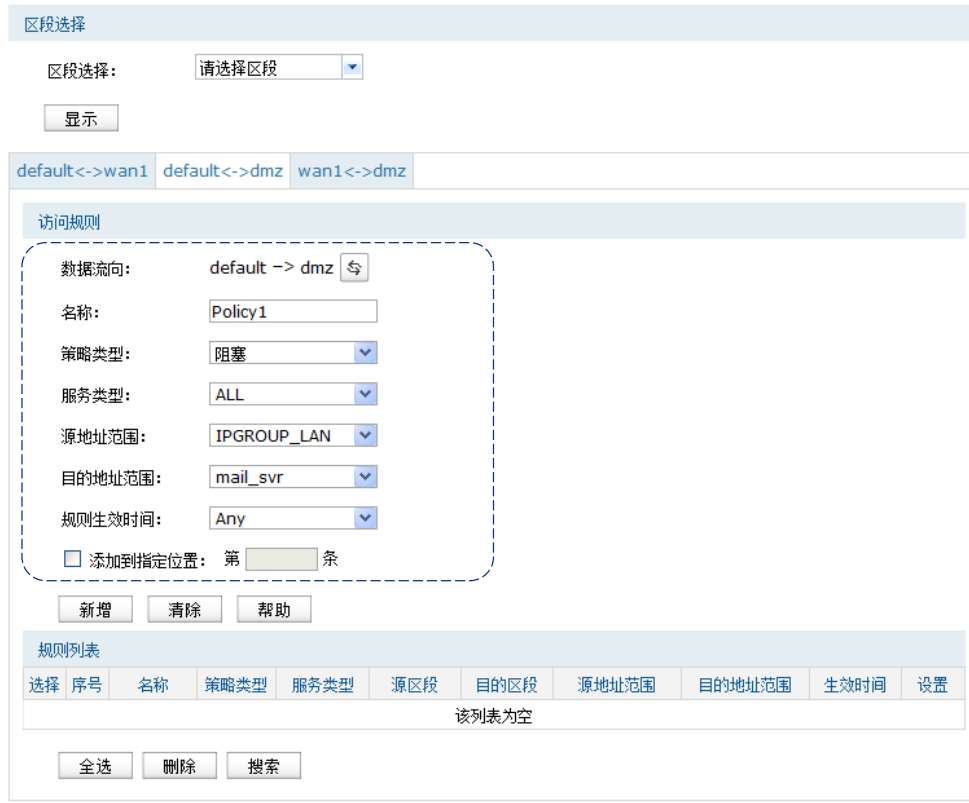 区段选择
区段选择： 请选择区段
显示
default<->wan1 default<->dmz wan1<->dmz
访问规则
数据流向： default -> dmz
名称： Policy1
策略类型： 阻塞
服务类型： ALL
源地址范围： IPGROUP_LAN
目的地址范围： mail_svr
规则生效时间： Any
添加到指定位置： 第 条
新增 清除 帮助
规则列表
选择 序号 名称 策略类型 服务类型 源区段 目的区段 源地址范围 目的地址范围 生效时间 设置
该列表为空
全选 删除 搜索